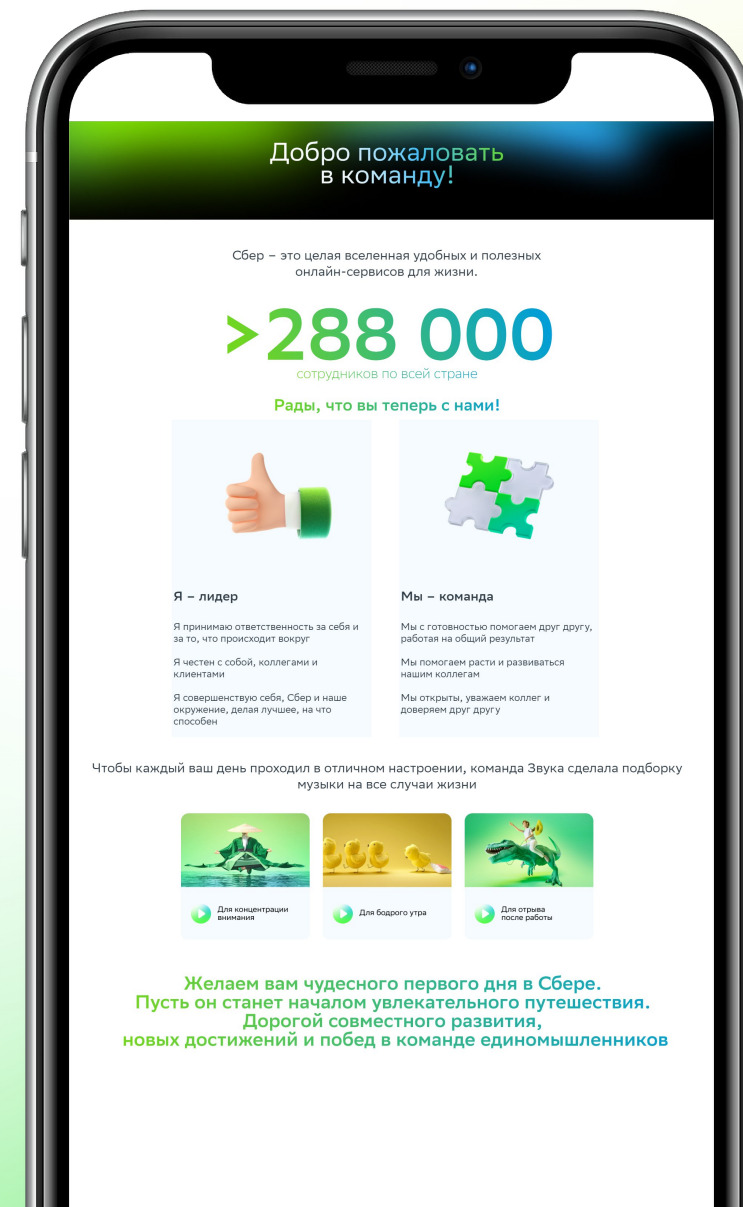 Добро пожаловать
в команду!
Сбер – это целая вселенная удобных и полезных
онлайн-сервисов для жизни.
>288 000
сотрудников по всей стране
Рады, что вы теперь с нами!
Я – лидер
Я принимаю ответственность за себя и
за то, что происходит вокруг
Я честен с собой, коллегами и
клиентами
Я совершенствую себя, Сбер и наше
окружение, делая лучшее, на что
способен
Мы – команда
Мы с готовностью помогаем друг другу,
работая на общий результат
Мы помогаем расти и развиваться
нашим коллегам
Мы открыты, уважаем коллег и
доверяем друг другу
Чтобы каждый ваш день проходил в отличном настроении, команда Звука сделала подборку
музыки на все случаи жизни
Для концентрации
внимания
Для бодрого утра
Для отрыва
после работы
Желаем вам чудесного первого дня в Сбере.
Пусть он станет началом увлекательного путешествия.
Дорогой совместного развития,
новых достижений и побед в команде единомышленников